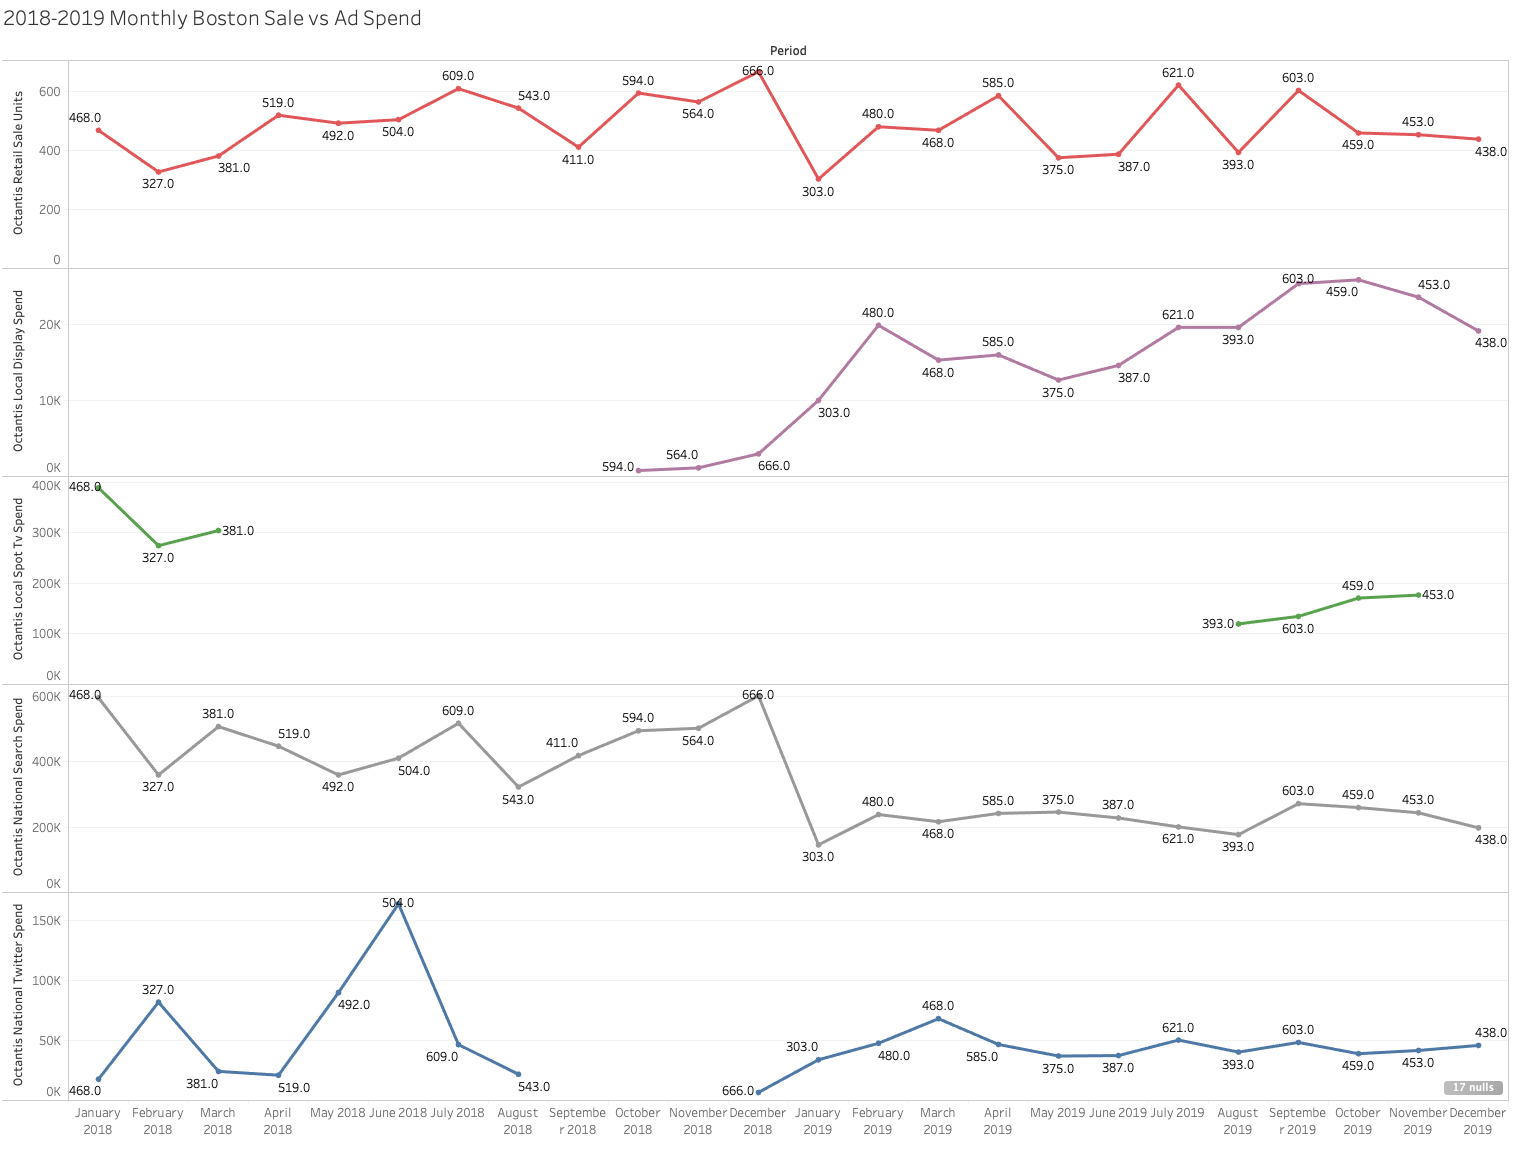 2018-2019 Monthly Boston Sale vs Ad Spend
Period
Octantis Retail Sale Units
600
400
200
0
468.0
327.0
381.0
519.0
492.0
504.0
609.0
543.0
411.0
594.0
564.0
666.0
303.0
480.0
468.0
585.0
375.0
387.0
621.0
393.0
603.0
459.0
453.0
438.0
Octantis Local Display Spend
20K
10K
0K
594.0
564.0
666.0
303.0
480.0
468.0
585.0
375.0
387.0
621.0
393.0
603.0
459.0
453.0
438.0
Octantis Local Spot Tv Spend
400K
300K
200K
100K
0K
468.0
327.0
381.0
393.0
603.0
459.0
453.0
Octantis National Search Spend
600K
400K
200K
0K
468.0
327.0
381.0
519.0
492.0
504.0
609.0
543.0
411.0
594.0
564.0
666.0
303.0
480.0
468.0
585.0
375.0
387.0
621.0
393.0
603.0
459.0
453.0
438.0
Octantis National Twitter Spend
150K
100K
50K
0K
468.0
327.0
381.0
519.0
492.0
504.0
609.0
543.0
666.0
303.0
480.0
468.0
585.0
375.0
387.0
621.0
393.0
603.0
459.0
453.0
438.0
17 nulls
January
2018
February
2018
March
2018
April
2018
May 2018
June 2018
July 2018
August
2018
Septembe
r 2018
October
2018
November
2018
December
2018
January
2019
February
2019
March
2019
April
2019
May 2019
June 2019
July 2019
August
2019
Septembe
r 2019
October
2019
November
2019
December
2019